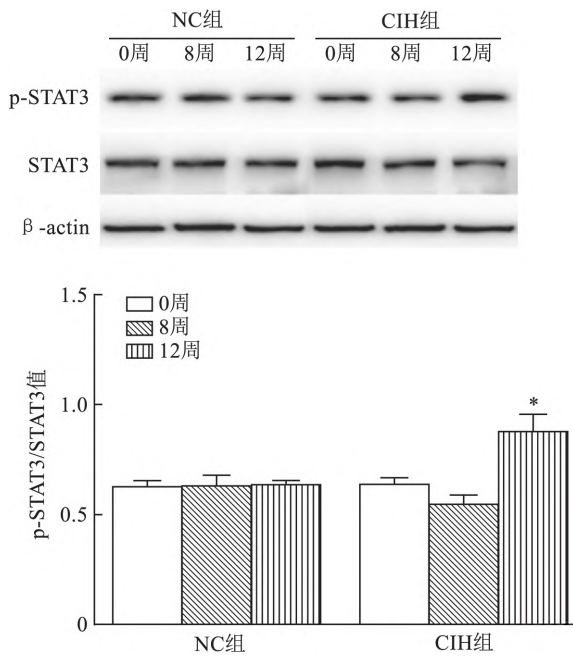 NC组 CIH组
0周 8周 12周 0周 8周 12周
p-STAT3
STAT3
β-actin
1.5
1.0
0.5
0
p-STAT3/STAT3值
0周
8周
12周
*
NC组 CIH组